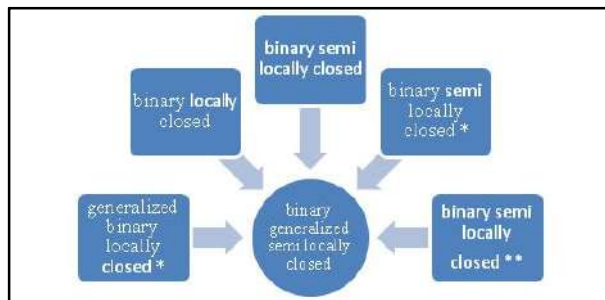 binary semi
locally closed
binary locally
closed
binary semi
locally
closed *
generalized
binary
locally
closed *
binary
generalized
semi locally
closed
binary semi
locally
closed **